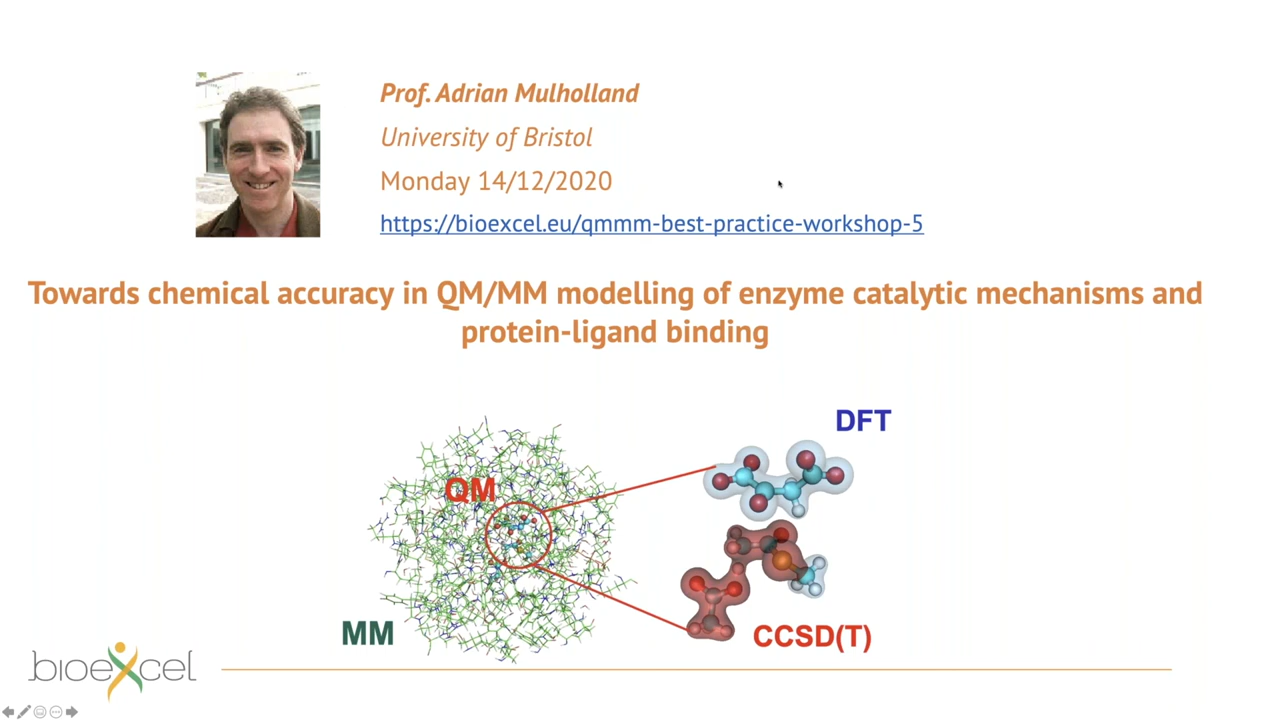 Prof. Adrian Mulholland
University of Bristol
Monday 14/12/2020
https://bioexcel.eu/qmmm-best-practice-workshop-5
Towards chemical accuracy in QM/MM modelling of enzyme catalytic mechanisms and
protein-ligand binding
DFT
QM
MM
CCSD(T)
bioexcel